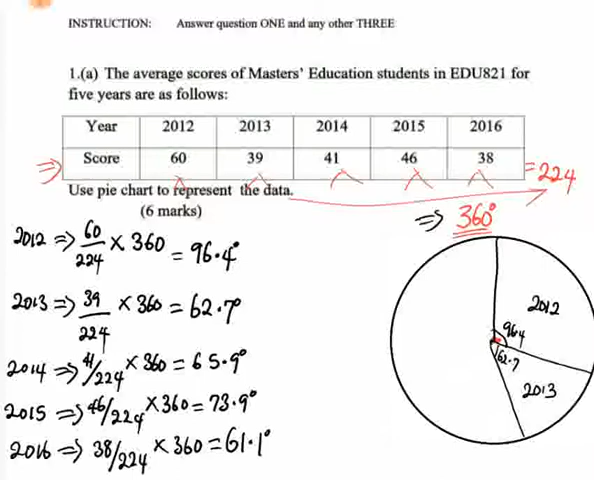 INSTRUCTION: Answer question ONE and any other THREE
1.(a) The average scores of Masters' Education students in EDU821 for
five years are as follows:
Year 2012 2013 2014 2015 2016
Score 60 39 41 46 38 = 224
Use pie chart to represent the data.
(6 marks)
⇒ 360°
2012 ⇒ 60/224 × 360 = 96.4°
2013 ⇒ 39/224 × 360 = 62.7°
2014 ⇒ 41/224 × 360 = 65.9°
2015 ⇒ 46/224 × 360 = 73.9°
2016 ⇒ 38/224 × 360 = 61.1°
2012
96.4
62.7
2013